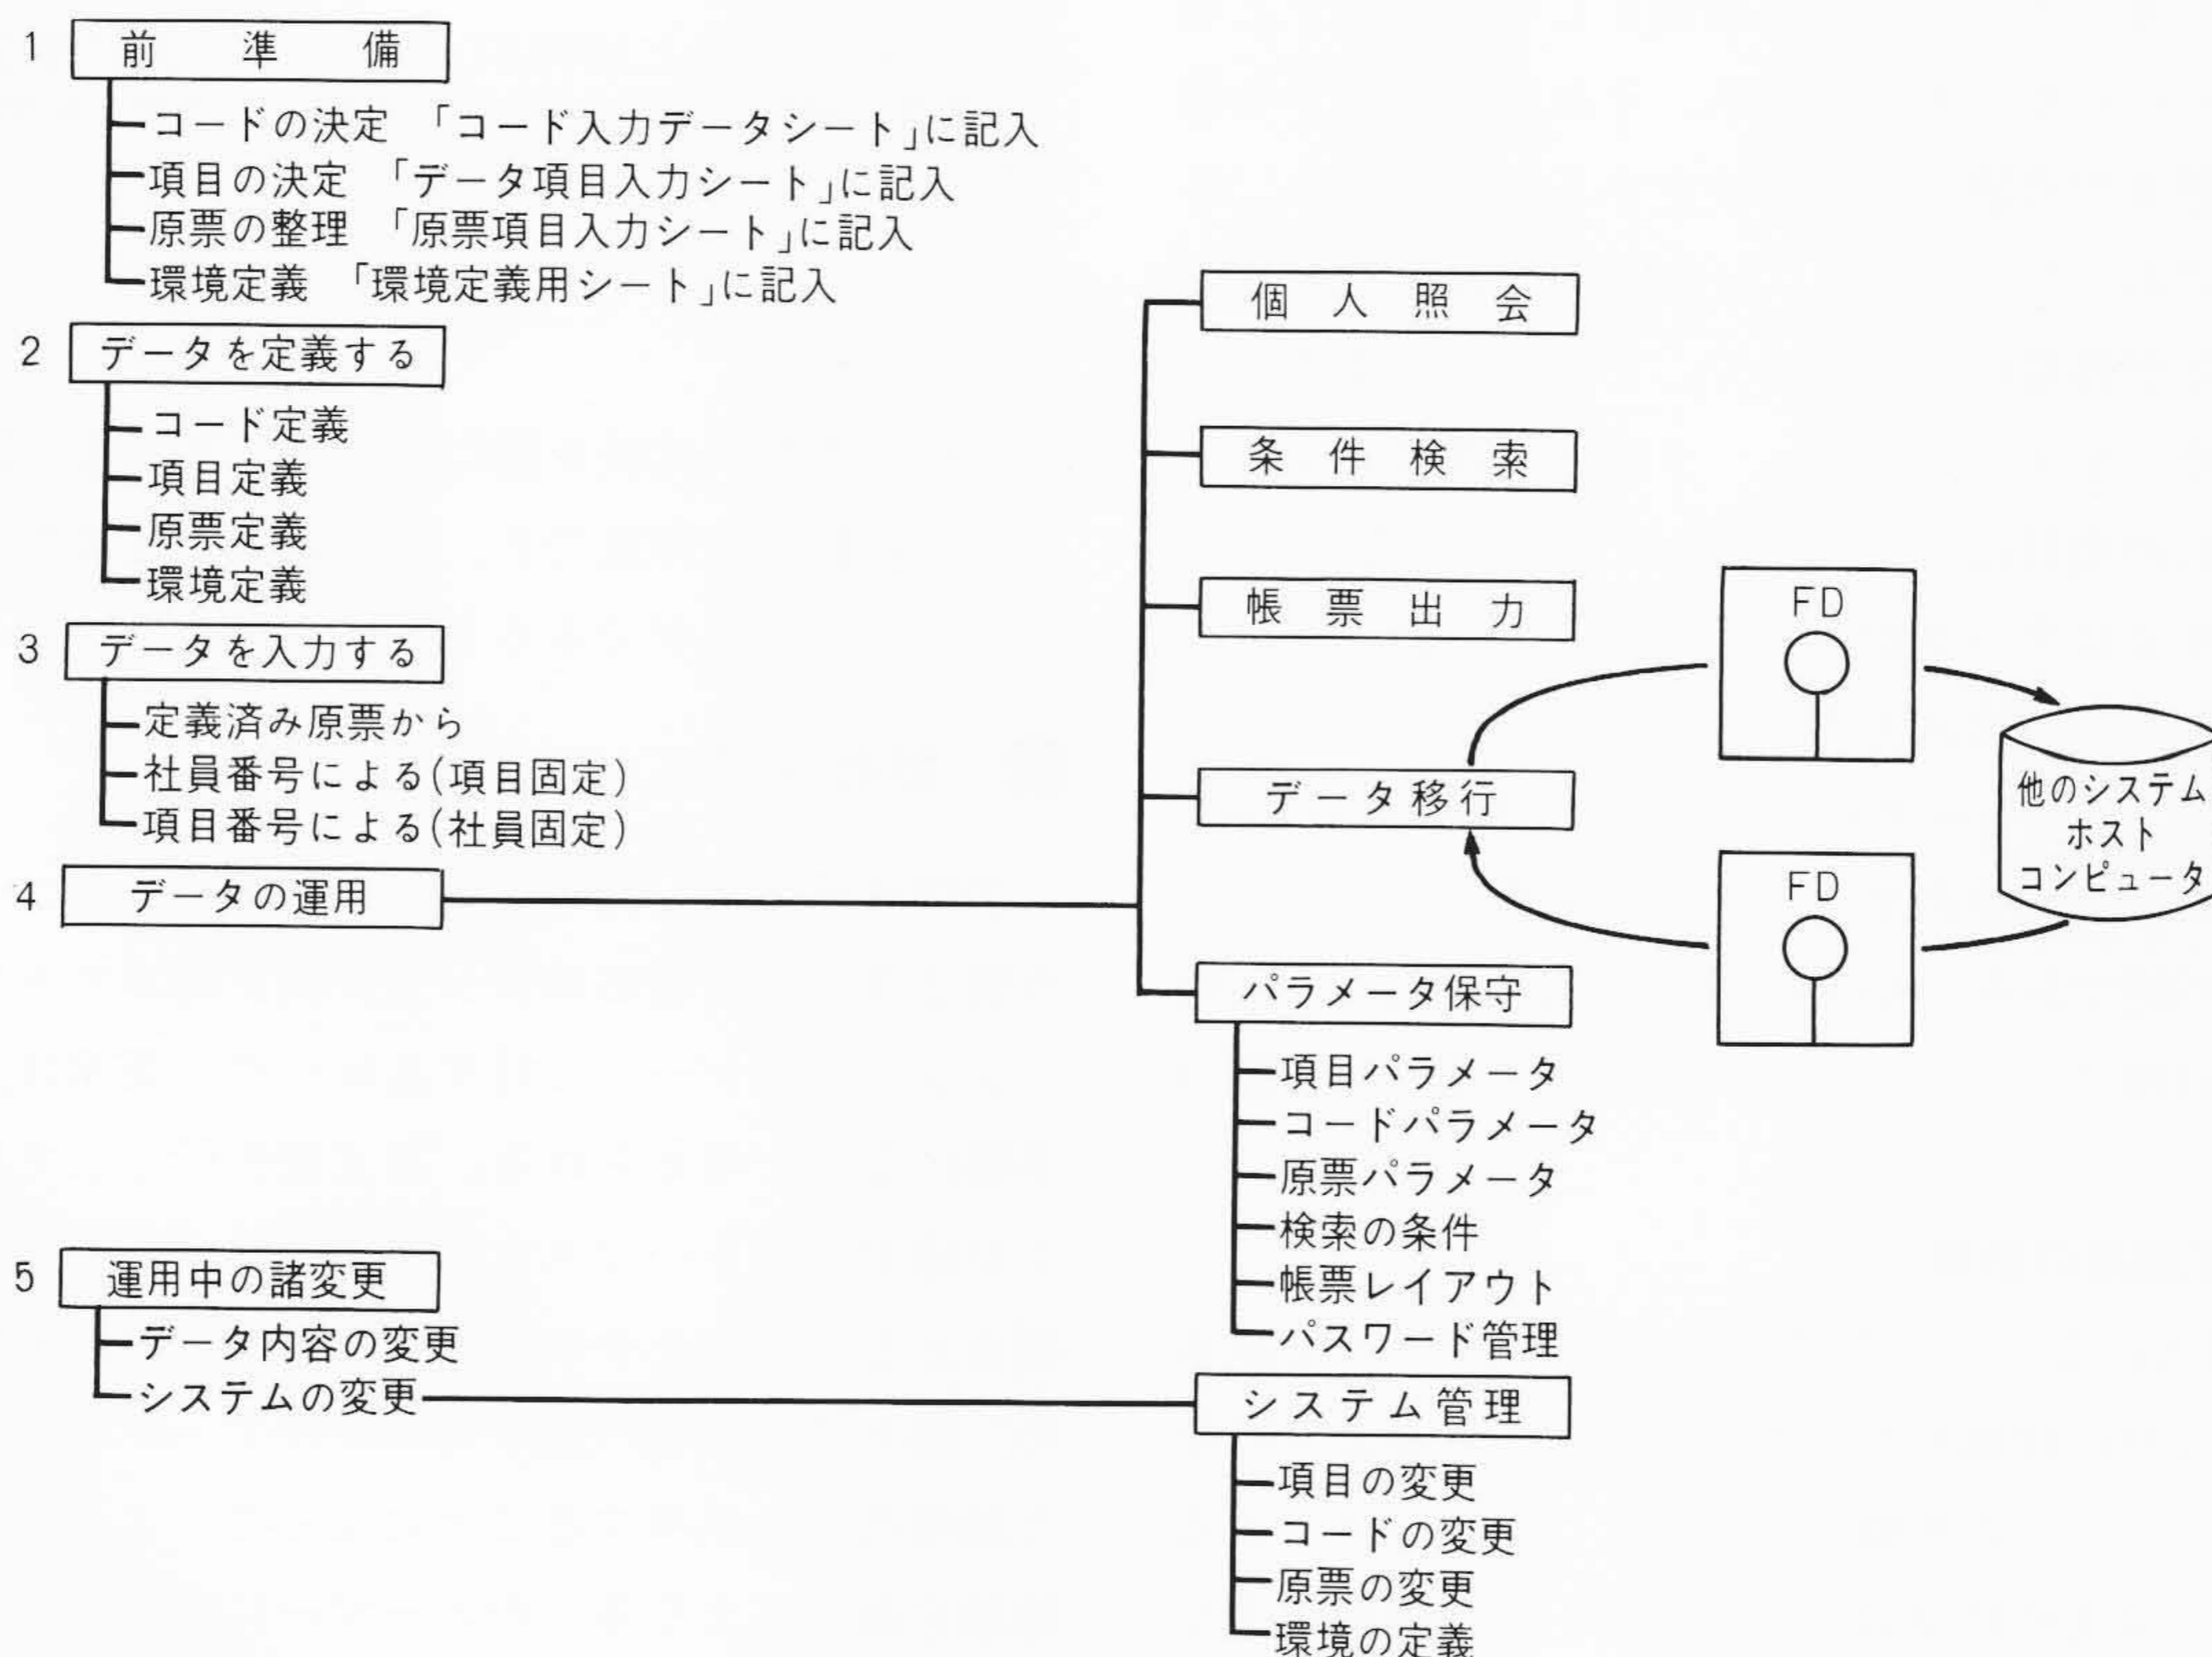 1 前準備
コードの決定 「コード入力データシート」に記入
項目の決定 「データ項目入力シート」に記入
原票の整理 「原票項目入力シート」に記入
環境定義 「環境定義用シート」に記入
2 データを定義する
コード定義
項目定義
原票定義
環境定義
3 データを入力する
定義済み原票から
社員番号による(項目固定)
項目番号による(社員固定)
4 データの運用
個人照会
条件検索
帳票出力
データ移行
FD
他のシステム
ホスト
コンピュータ
FD
パラメータ保守
項目パラメータ
コードパラメータ
原票パラメータ
検索の条件
帳票レイアウト
パスワード管理
5 運用中の諸変更
データ内容の変更
システムの変更
システム管理
項目の変更
コードの変更
原票の変更
環境の定義